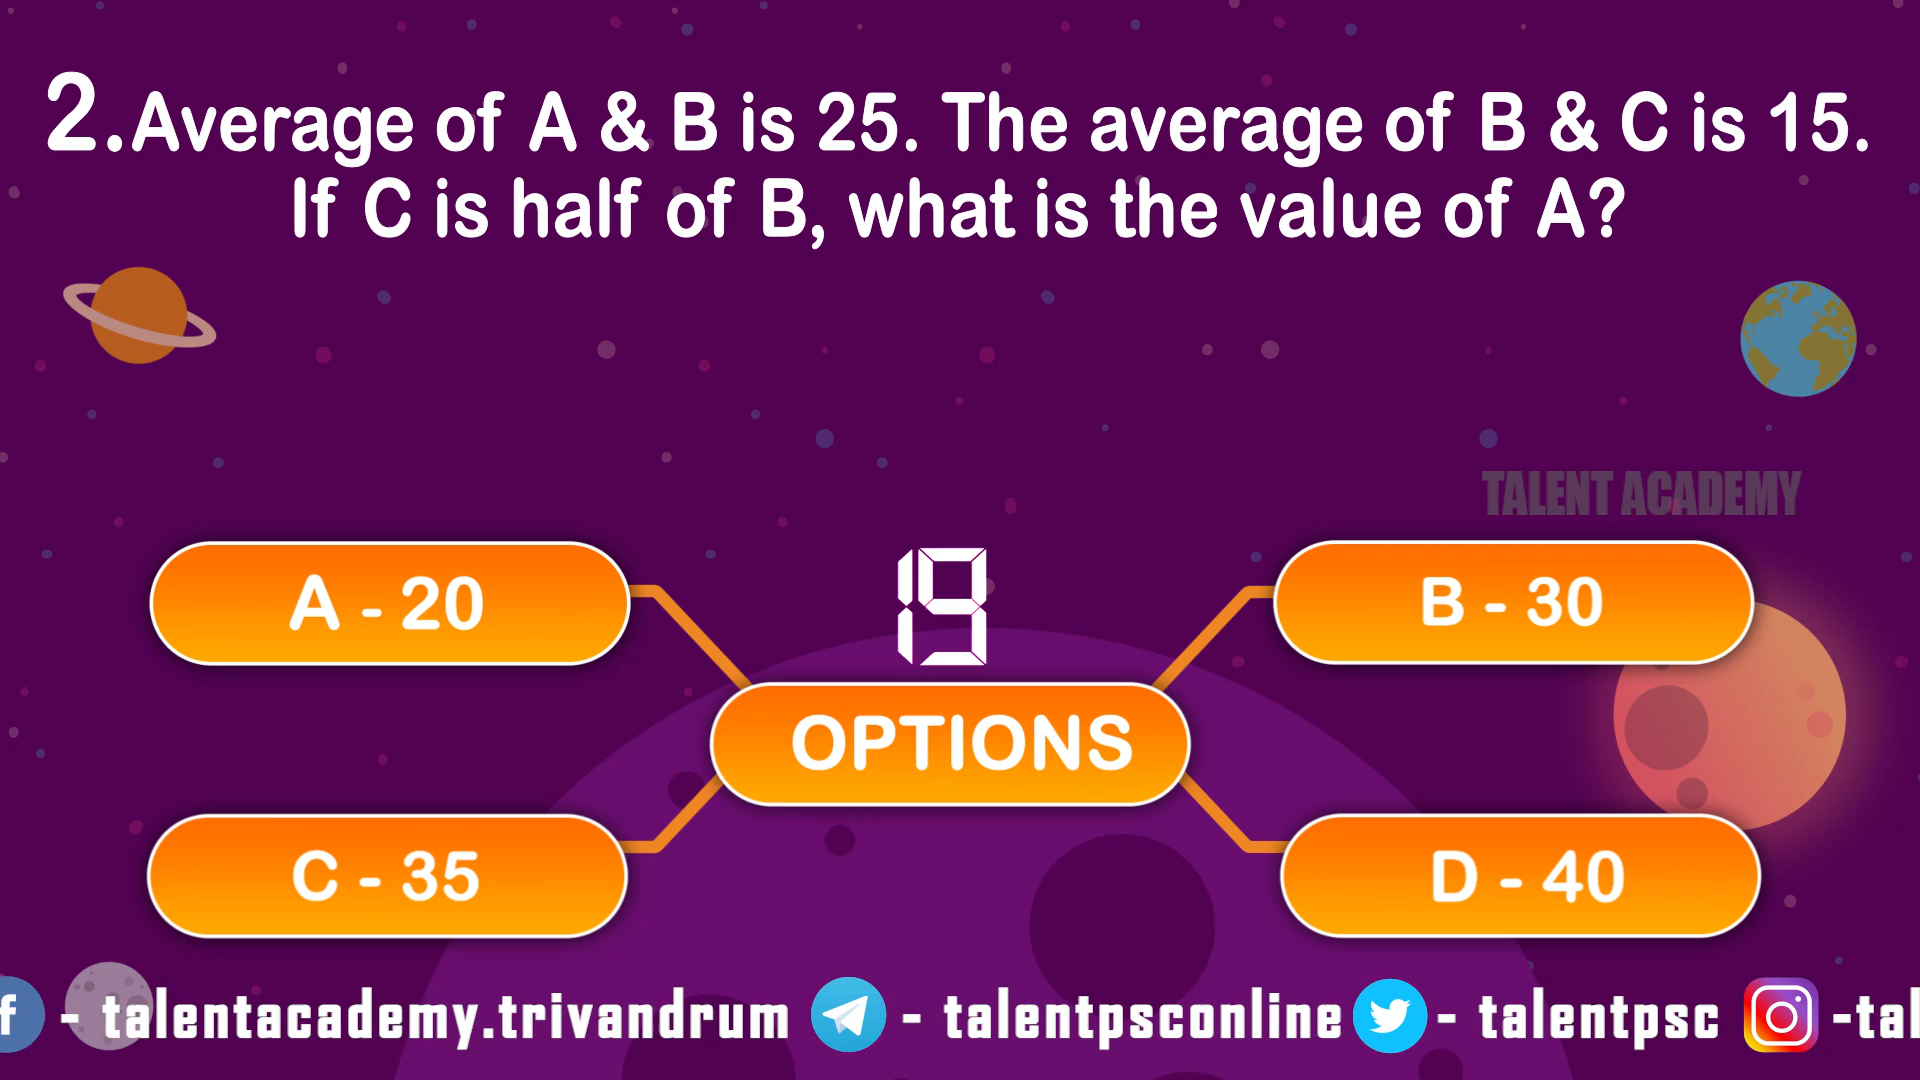 2.Average of A & B is 25. The average of B & C is 15.
If C is half of B, what is the value of A?
TALENT ACADEMY
A - 20
19
B - 30
OPTIONS
C - 35
D - 40
f - talentacademy.trivandrum - talentpsconline - talentpsc -tal